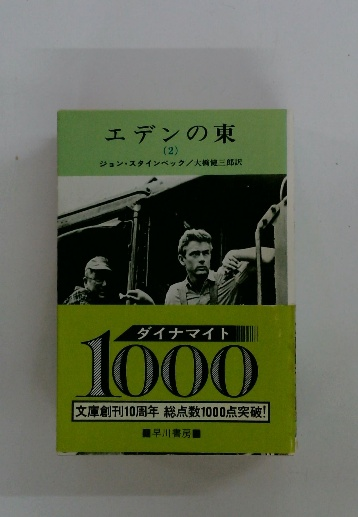 エデンの東
(2)
ジョン・スタインベック/大橋健三郎訳
ダイナマイト
1000
文庫創刊10周年 総点数1000点突破!
■早川書房■